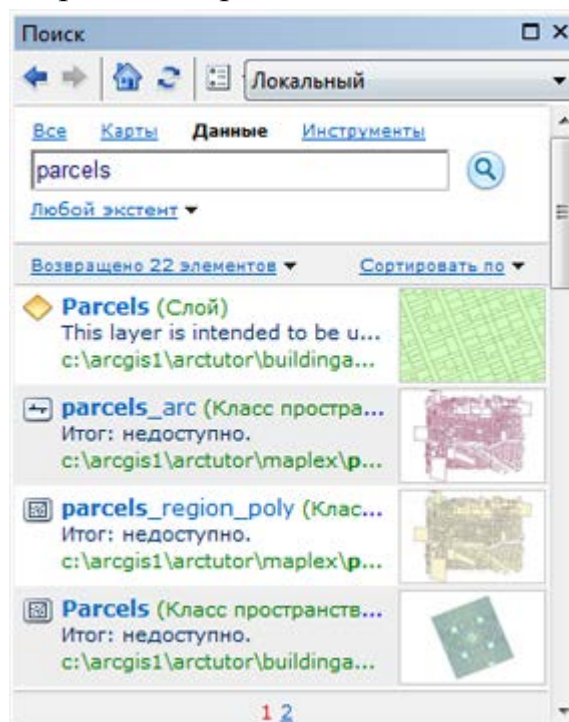 Поиск
Локальный
Все Карты Данные Инструменты
parcels
Любой экстент
Возвращено 22 элементов Сортировать по
Parcels (Слой)
This layer is intended to be u...
c:\arcgis1\arctutor\buildinga...
parcels_arc (Класс простра...
Итог: недоступно.
c:\arcgis1\arctutor\maplex\p...
parcels_region_poly (Клас...
Итог: недоступно.
c:\arcgis1\arctutor\maplex\p...
Parcels (Класс пространств...
Итог: недоступно.
c:\arcgis1\arctutor\buildinga...
1 2